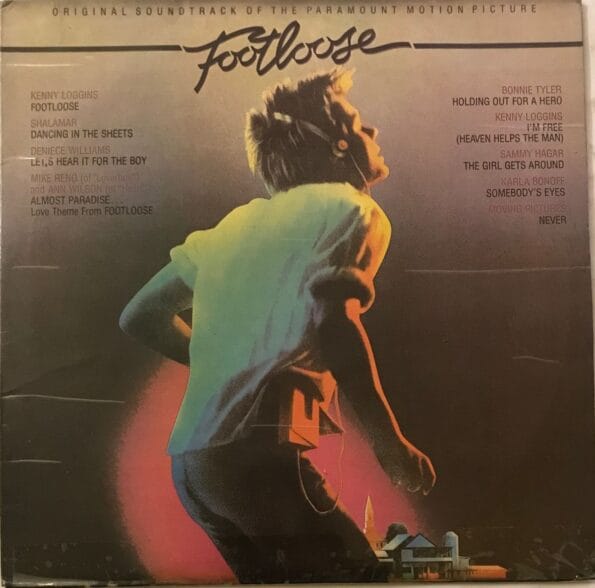 ORIGINAL SOUNDTRACK OF THE PARAMOUNT MOTION PICTURE
Footloose
KENNY LOGGINS
FOOTLOOSE
SHALAMAR
DANCING IN THE SHEETS
DENIECE WILLIAMS
LET,S HEAR IT FOR THE BOY
MIKE RENO (of "Loverboy")
and ANN WILSON (of "Heart")
ALMOST PARADISE...
Love Theme From FOOTLOOSE
BONNIE TYLER
HOLDING OUT FOR A HERO
KENNY LOGGINS
I'M FREE
(HEAVEN HELPS THE MAN)
SAMMY HAGAR
THE GIRL GETS AROUND
KARLA BONOFF
SOMEBODY'S EYES
MOVING PICTURES
NEVER